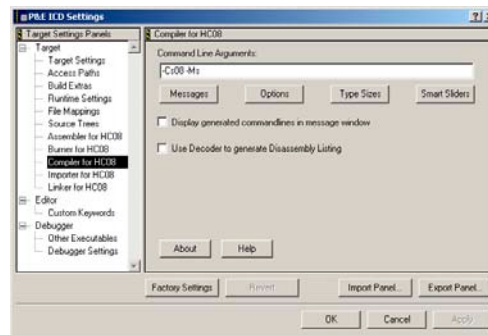 P&E ICD Settings
Target Settings Panels
Target
Target Settings
Access Paths
Build Extras
Runtime Settings
File Mappings
Source Trees
Assembler for HC08
Burner for HC08
Compiler for HC08
Importer for HC08
Linker for HC08
Editor
Custom Keywords
Debugger
Other Executables
Debugger Settings
Compiler for HC08
Command Line Arguments:
-Cs08 -Ms
Messages
Options
Type Sizes
Smart Sliders
Display generated commandlines in message window
Use Decoder to generate Disassembly Listing
About
Help
Factory Settings
Revert
Import Panel...
Export Panel...
OK
Cancel
Apply